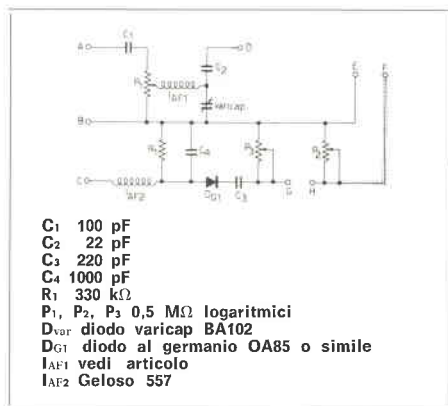 C1
A
D
P1
C2
IAF1
varicap
E
F
B
R1
C4
P3
P2
C
IAF2
DG1
C3
G
H
C1 100 pF
C2 22 pF
C3 220 pF
C4 1000 pF
R1 330 kΩ
P1, P2, P3 0,5 MΩ logaritmici
Dvar diodo varicap BA102
DG1 diodo al germanio OA85 o simile
IAF1 vedi articolo
IAF2 Geloso 557